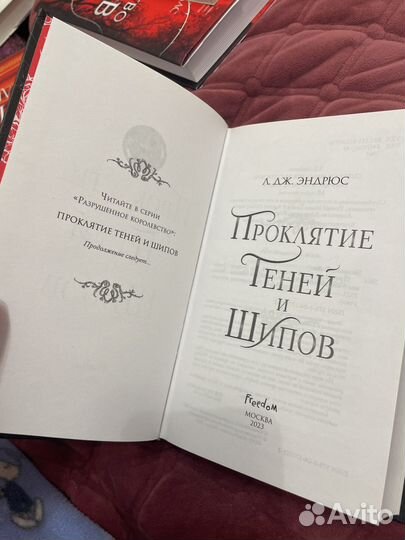 Читайте в серии
«Разрушенное королевство»
ПРОКЛЯТИЕ ТЕНЕЙ И ШИПОВ
Продолжение следует...
Л. ДЖ. ЭНДРЮС
ПРОКЛЯТИЕ
ТЕНЕЙ
И
ШИПОВ
freedom
МОСКВА
2023
Avito